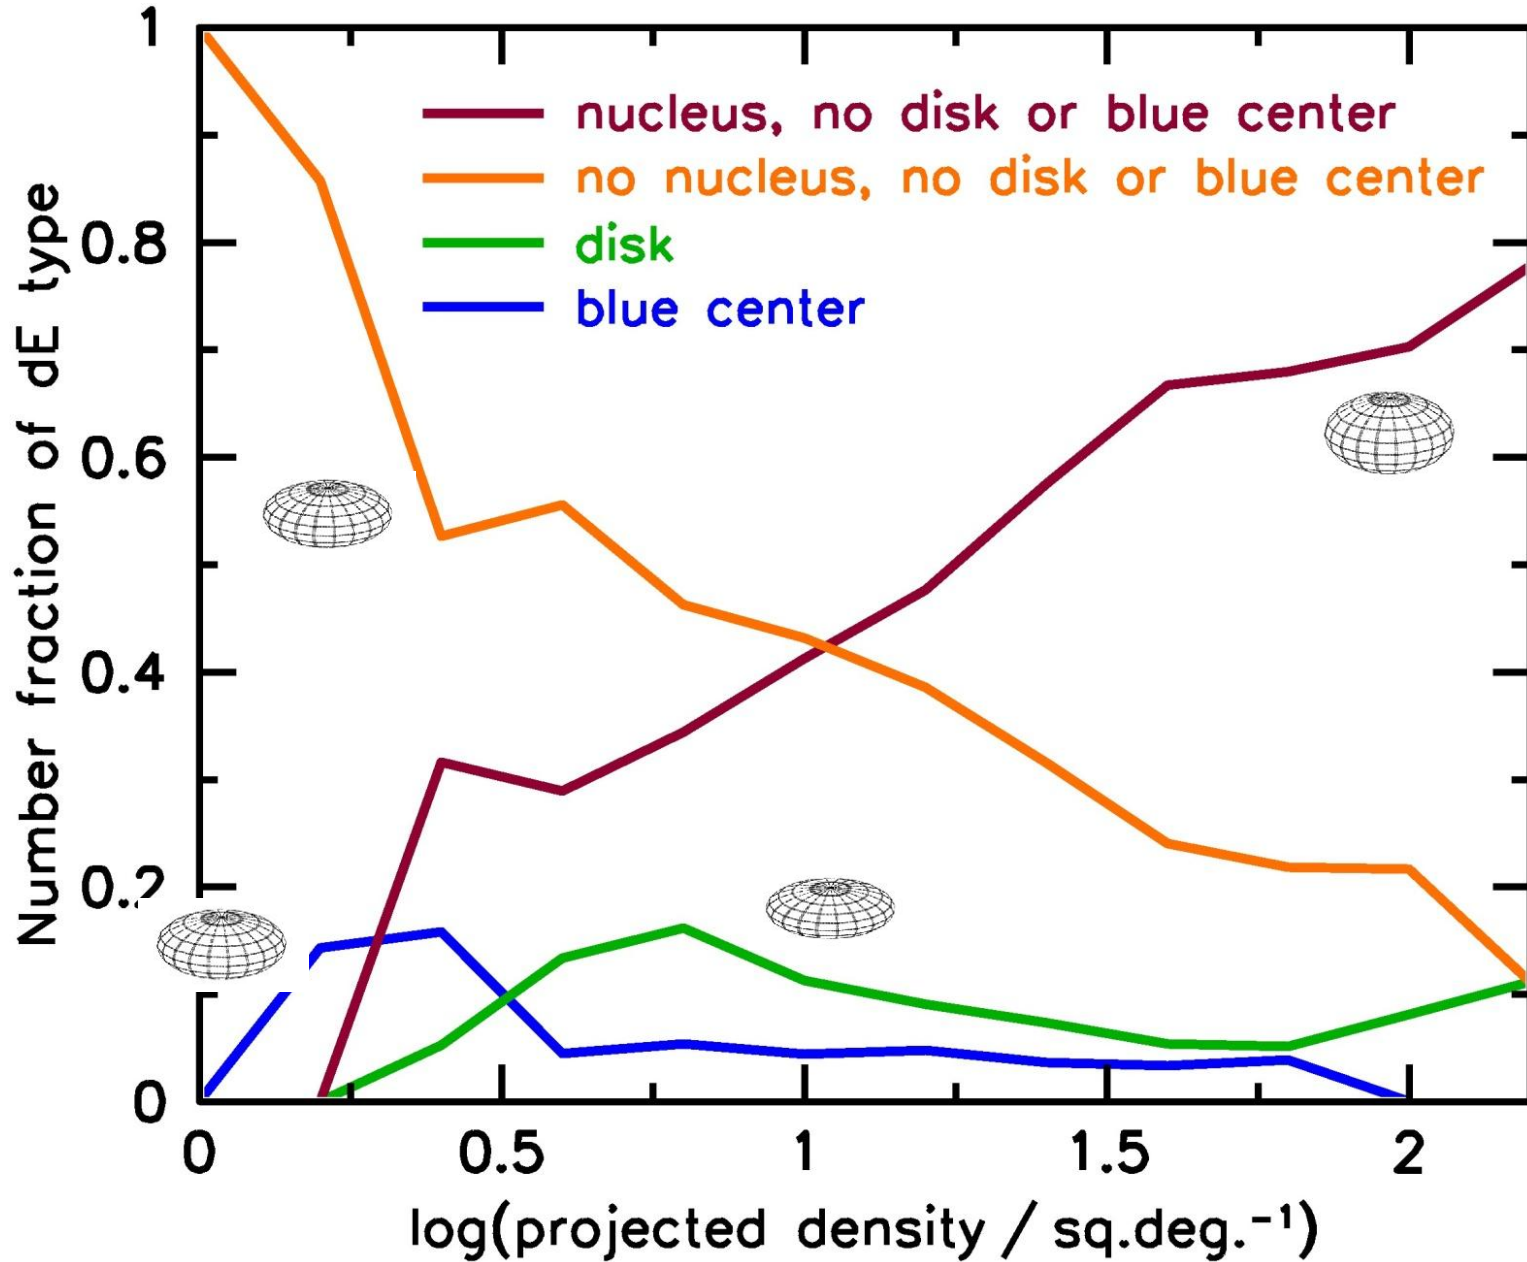 1
nucleus, no disk or blue center
no nucleus, no disk or blue center
disk
blue center
0.8
0.6
0.4
0.2
0
Number fraction of dE type
0 0.5 1 1.5 2
log(projected density / sq.deg.⁻¹)